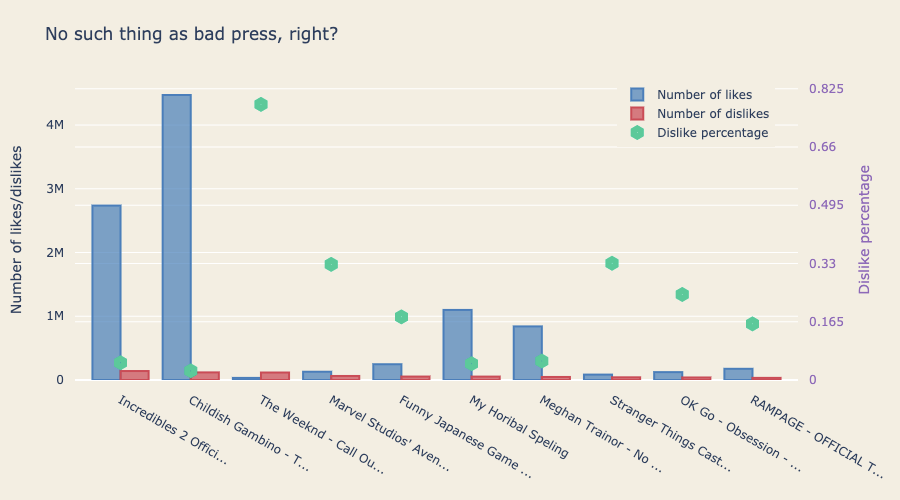 No such thing as bad press, right?
Number of likes
Number of dislikes
Dislike percentage
Number of likes/dislikes
4M
3M
2M
1M
0
0.825
0.66
0.495
0.33
0.165
0
Dislike percentage
Incredibles 2 Offici...
Childish Gambino - T...
The Weeknd - Call Ou...
Marvel Studios' Aven...
Funny Japanese Game ...
My Horibal Speling
Meghan Trainor - No ...
Stranger Things Cast...
OK Go - Obsession - ...
RAMPAGE - OFFICIAL T...